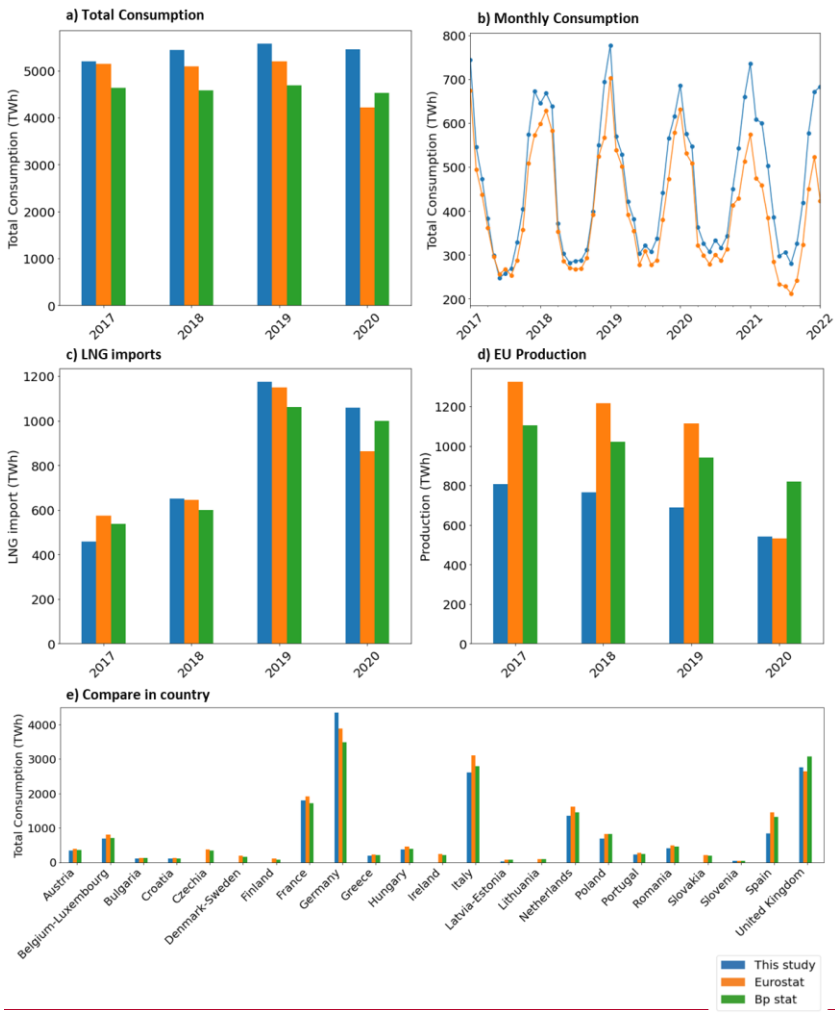 a) Total Consumption
Total Consumption (TWh)
5000
4000
3000
2000
1000
0
2017
2018
2019
2020
b) Monthly Consumption
Total Consumption (TWh)
800
700
600
500
400
300
200
2017
2018
2019
2020
2021
2022
c) LNG imports
LNG import (TWh)
1200
1000
800
600
400
200
0
2017
2018
2019
2020
d) EU Production
Production (TWh)
1200
1000
800
600
400
200
0
2017
2018
2019
2020
e) Compare in country
Total Consumption (TWh)
4000
3000
2000
1000
0
Austria
Belgium-Luxembourg
Bulgaria
Croatia
Czechia
Denmark-Sweden
Finland
France
Germany
Greece
Hungary
Ireland
Italy
Latvia-Estonia
Lithuania
Netherlands
Poland
Portugal
Romania
Slovakia
Slovenia
Spain
United Kingdom
This study
Eurostat
Bp stat